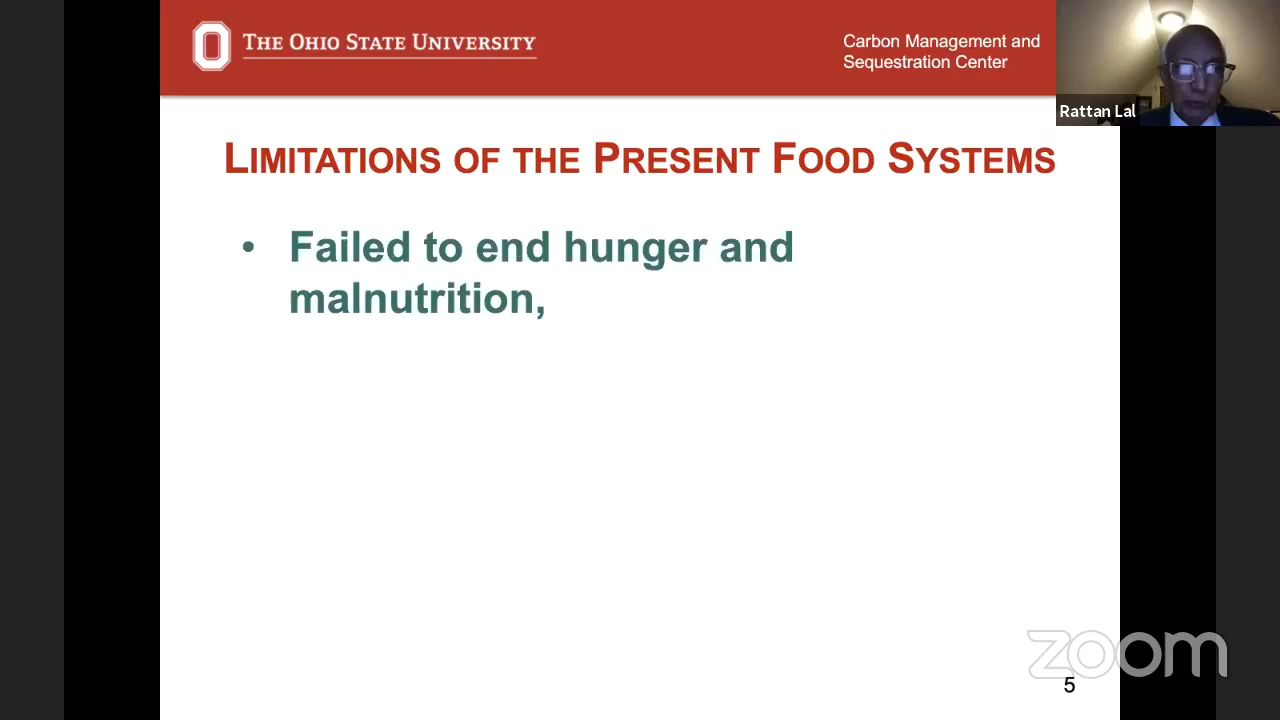 THE OHIO STATE UNIVERSITY
Carbon Management and
Sequestration Center
Rattan Lal
LIMITATIONS OF THE PRESENT FOOD SYSTEMS
• Failed to end hunger and
malnutrition,
zoom
5